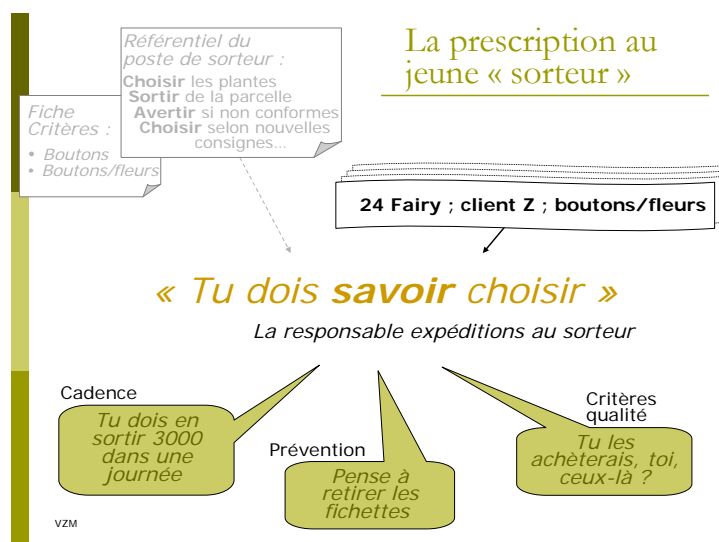 La prescription au
jeune « sorteur »
Référentiel du
poste de sorteur :
Choisir les plantes
Sortir de la parcelle
Avertir si non conformes
Choisir selon nouvelles
consignes...
Fiche
Critères :
• Boutons
• Boutons/fleurs
24 Fairy ; client Z ; boutons/fleurs
« Tu dois savoir choisir »
La responsable expéditions au sorteur
Cadence
Tu dois en
sortir 3000
dans une
journée
Prévention
Pense à
retirer les
fichettes
Critères
qualité
Tu les
achèterais, toi,
ceux-là ?
VZM